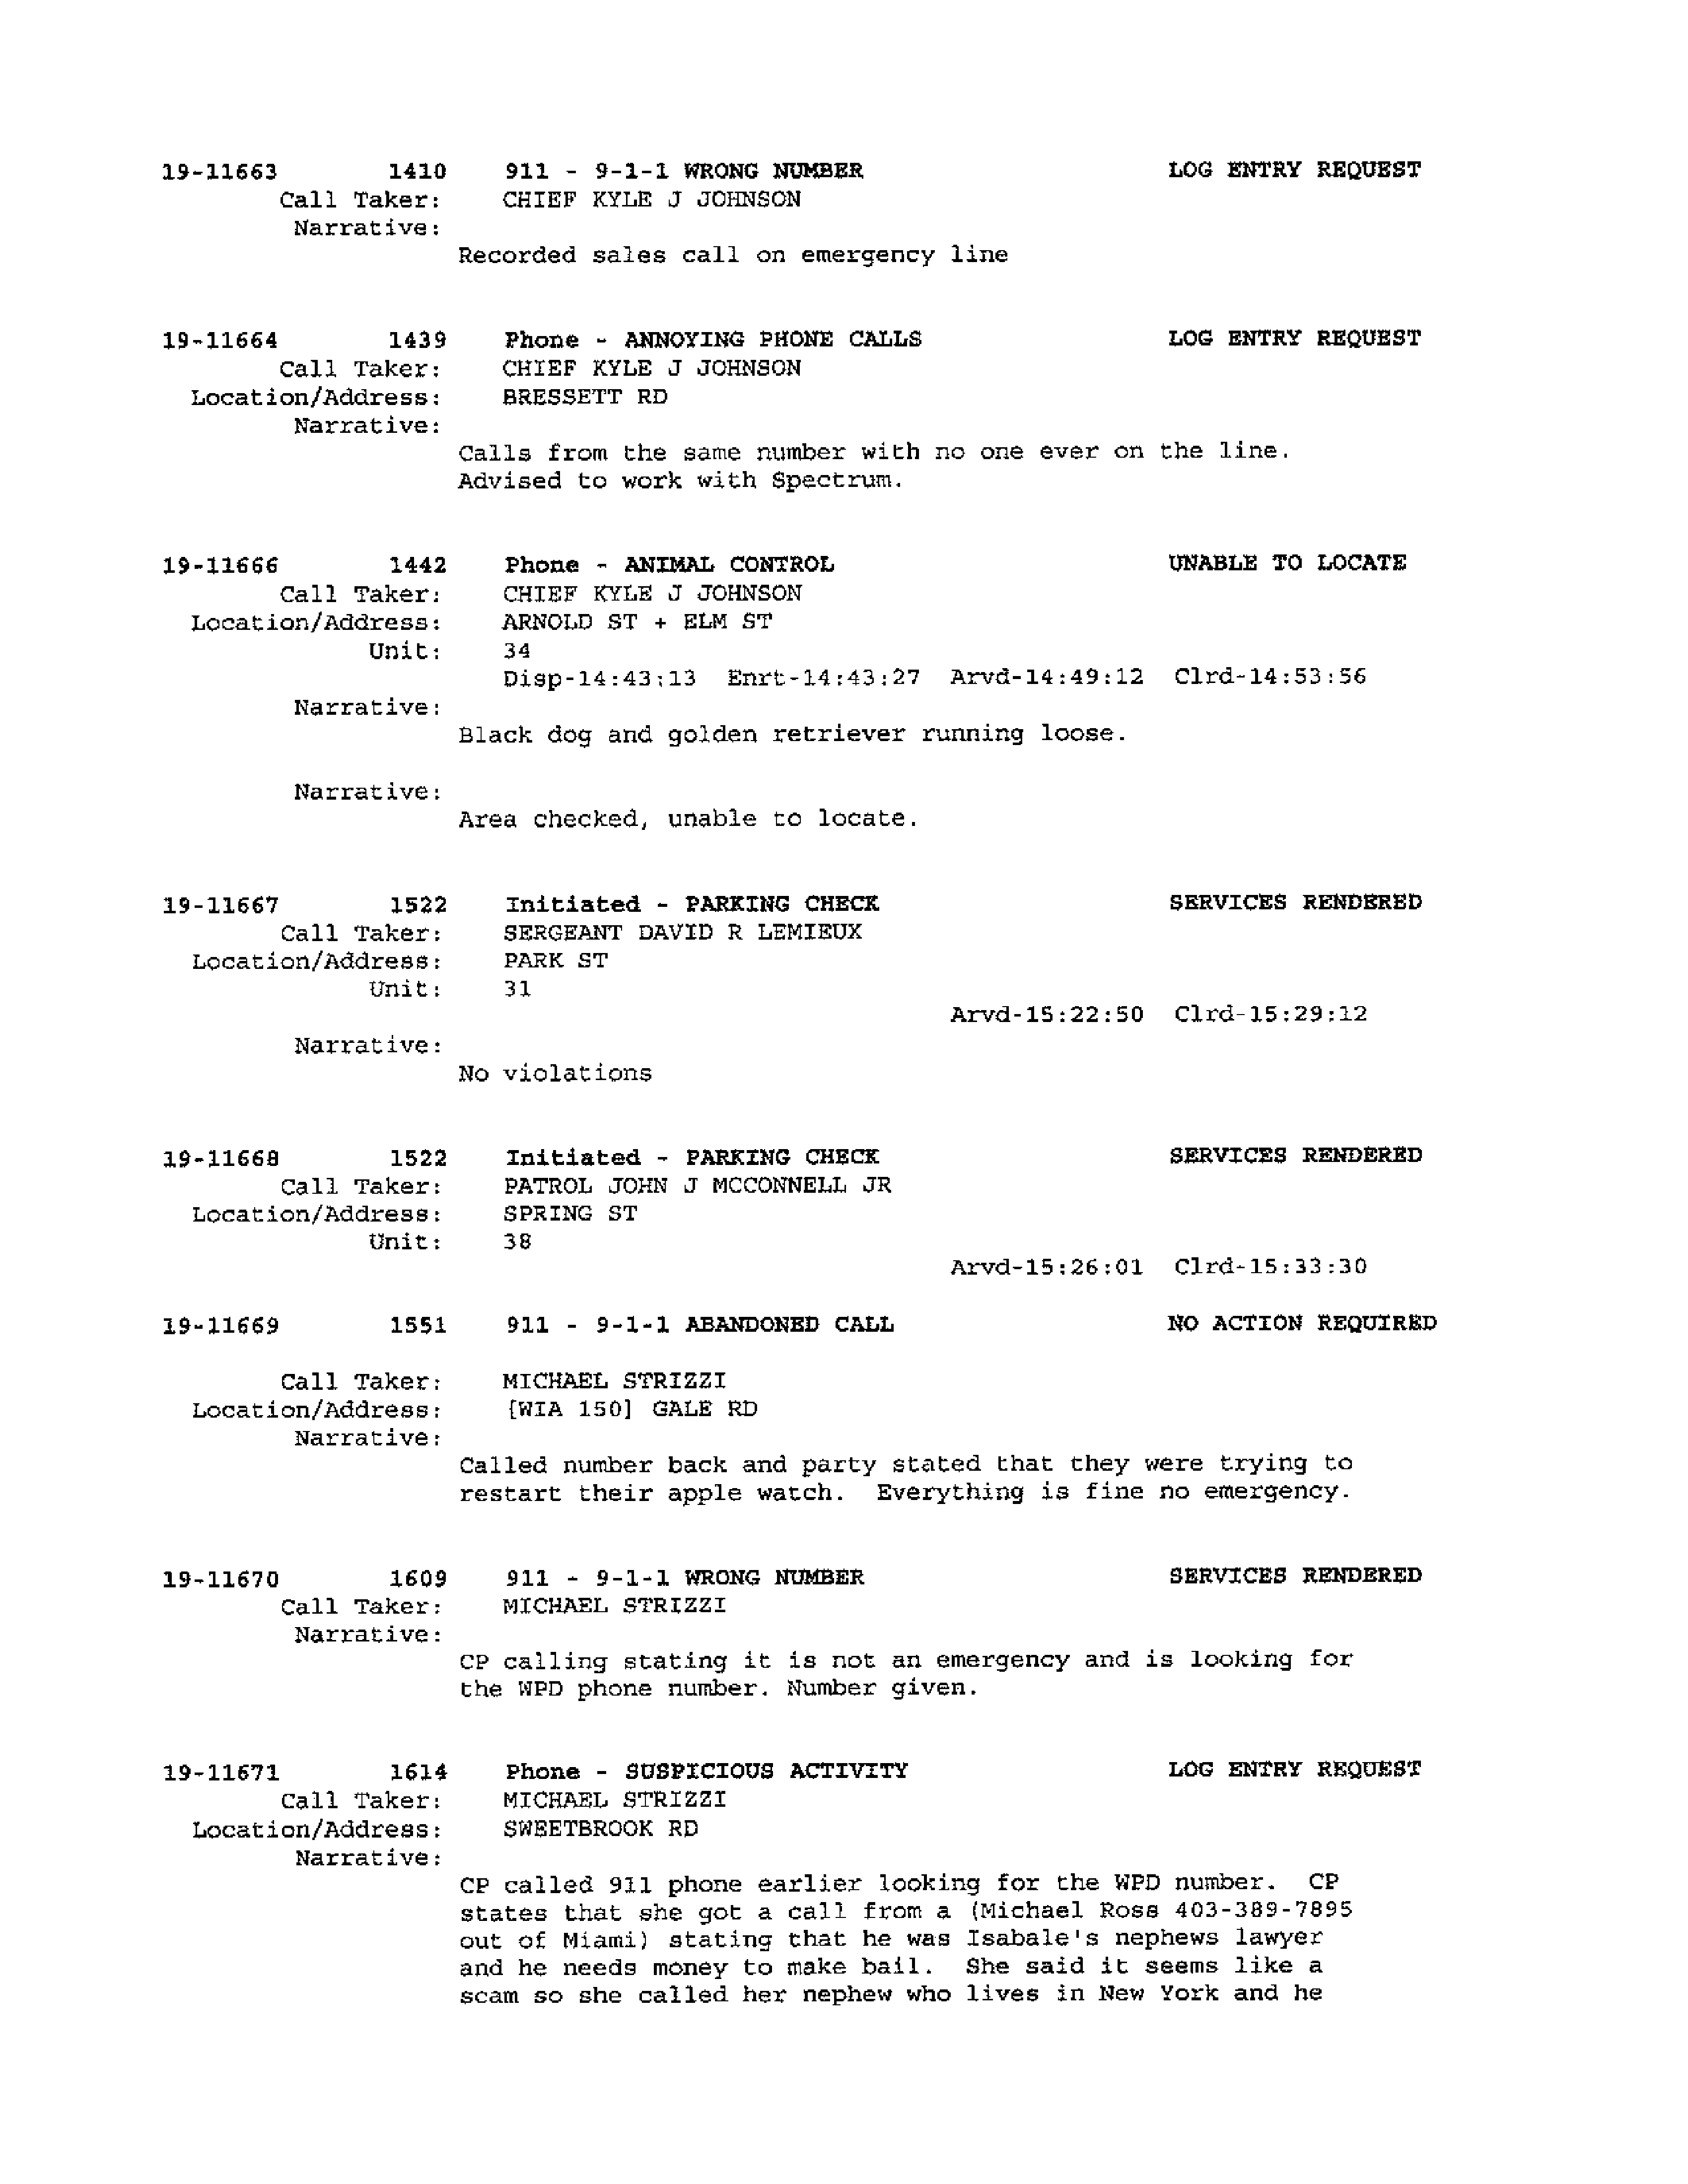 19-11663 1410 911 - 9-1-1 WRONG NUMBER LOG ENTRY REQUEST
Call Taker: CHIEF KYLE J JOHNSON
Narrative:
Recorded sales call on emergency line
19-11664 1439 Phone - ANNOYING PHONE CALLS LOG ENTRY REQUEST
Call Taker: CHIEF KYLE J JOHNSON
Location/Address: BRESSETT RD
Narrative:
Calls from the same number with no one ever on the line.
Advised to work with Spectrum.
19-11666 1442 Phone - ANIMAL CONTROL UNABLE TO LOCATE
Call Taker: CHIEF KYLE J JOHNSON
Location/Address: ARNOLD ST + ELM ST
Unit: 34
Disp-14:43:13 Enrt-14:43:27 Arvd-14:49:12 Clrd-14:53:56
Narrative:
Black dog and golden retriever running loose.
Narrative:
Area checked, unable to locate.
19-11667 1522 Initiated - PARKING CHECK SERVICES RENDERED
Call Taker: SERGEANT DAVID R LEMIEUX
Location/Address: PARK ST
Unit: 31
Arvd-15:22:50 Clrd-15:29:12
Narrative:
No violations
19-11668 1522 Initiated - PARKING CHECK SERVICES RENDERED
Call Taker: PATROL JOHN J MCCONNELL JR
Location/Address: SPRING ST
Unit: 38
Arvd-15:26:01 Clrd-15:33:30
19-11669 1551 911 - 9-1-1 ABANDONED CALL NO ACTION REQUIRED
Call Taker: MICHAEL STRIZZI
Location/Address: [WIA 150] GALE RD
Narrative:
Called number back and party stated that they were trying to
restart their apple watch. Everything is fine no emergency.
19-11670 1609 911 - 9-1-1 WRONG NUMBER SERVICES RENDERED
Call Taker: MICHAEL STRIZZI
Narrative:
CP calling stating it is not an emergency and is looking for
the WPD phone number. Number given.
19-11671 1614 Phone - SUSPICIOUS ACTIVITY LOG ENTRY REQUEST
Call Taker: MICHAEL STRIZZI
Location/Address: SWEETBROOK RD
Narrative:
CP called 911 phone earlier looking for the WPD number. CP
states that she got a call from a (Michael Ross 403-389-7895
out of Miami) stating that he was Isabale's nephews lawyer
and he needs money to make bail. She said it seems like a
scam so she called her nephew who lives in New York and he